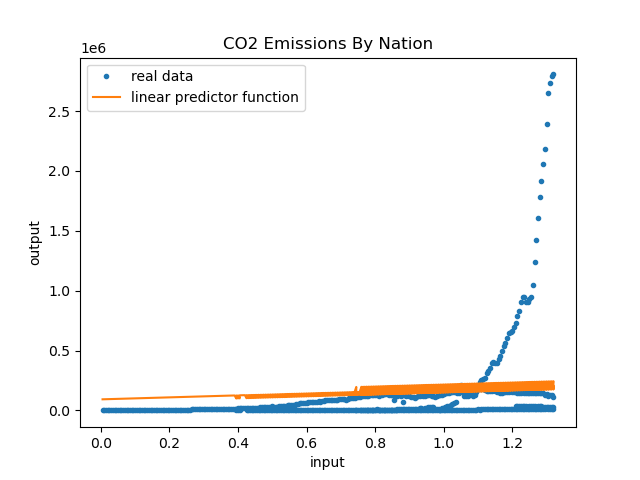 CO2 Emissions By Nation
1e6
real data
linear predictor function
2.5
2.0
1.5
1.0
0.5
0.0
output
0.0 0.2 0.4 0.6 0.8 1.0 1.2
input